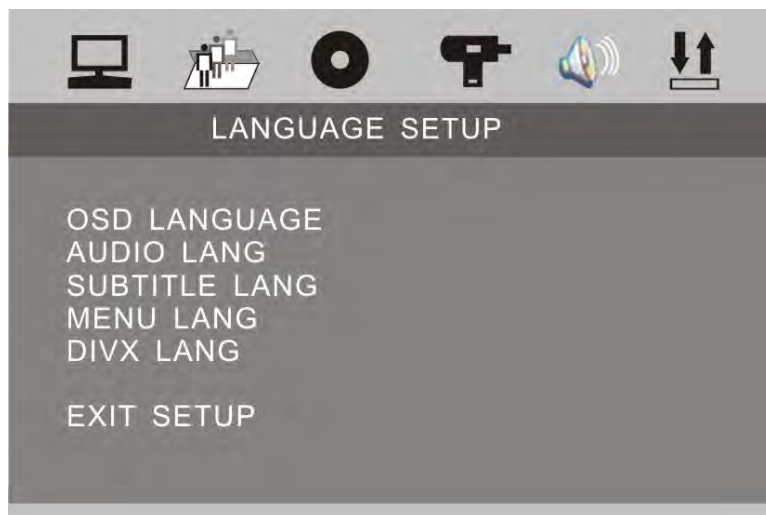 LANGUAGE SETUP
OSD LANGUAGE
AUDIO LANG
SUBTITLE LANG
MENU LANG
DIVX LANG
EXIT SETUP